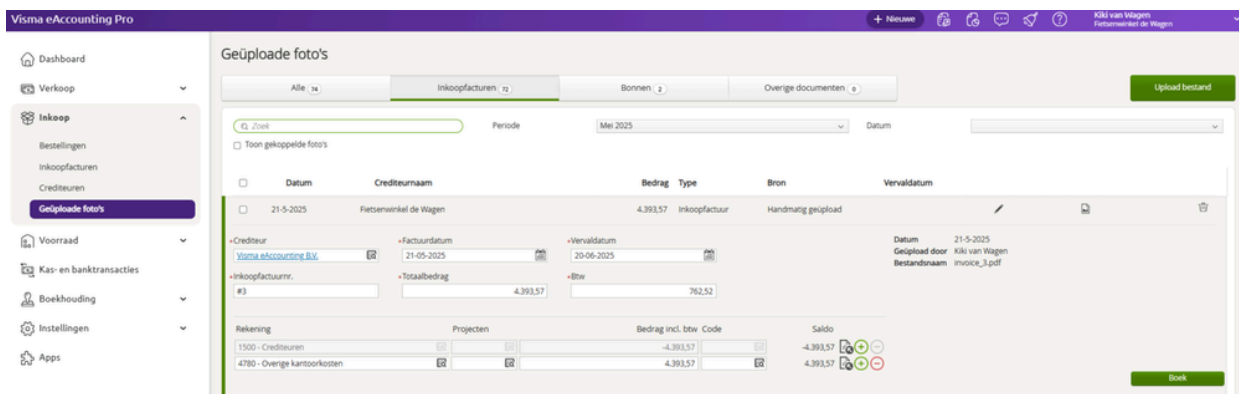 Visma eAccounting Pro
+ Nieuwe
Kiki van Wagen
Fietsenwinkel de Wagen
Dashboard
Verkoop
Inkoop
Bestellingen
Inkoopfacturen
Crediteuren
Geüploade foto's
Voorraad
Kas- en banktransacties
Boekhouding
Instellingen
Apps
Geüploade foto's
Alle 74 Inkoopfacturen 72 Bonnen 2 Overige documenten 0 Upload bestand
Zoek Periode Mei 2025 Datum
Toon gekoppelde foto's
Datum Crediteurnaam Bedrag Type Bron Vervaldatum
21-5-2025 Fietsenwinkel de Wagen 4.393,57 Inkoopfactuur Handmatig geüpload
*Crediteur *Factuurdatum *Vervaldatum Datum 21-5-2025
Visma eAccounting B.V. 21-05-2025 20-06-2025 Geüpload door Kiki van Wagen
Bestandsnaam invoice_3.pdf
*Inkoopfactuurnr. *Totaalbedrag *Btw
#3 4.393,57 762,52
Rekening Projecten Bedrag incl. btw Code Saldo
1500 - Crediteuren -4.393,57 -4.393,57
4780 - Overige kantoorkosten 4.393,57 4.393,57
Boek